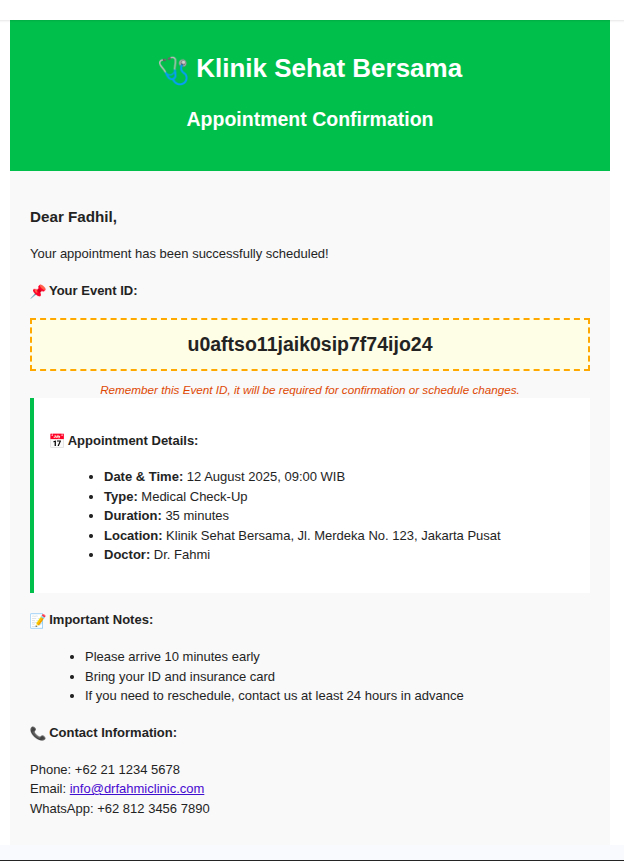 🩺 Klinik Sehat Bersama
Appointment Confirmation
Dear Fadhil,
Your appointment has been successfully scheduled!
📌 Your Event ID:
u0aftso11jaik0sip7f74ijo24
Remember this Event ID, it will be required for confirmation or schedule changes.
📅 Appointment Details:
• Date & Time: 12 August 2025, 09:00 WIB
• Type: Medical Check-Up
• Duration: 35 minutes
• Location: Klinik Sehat Bersama, Jl. Merdeka No. 123, Jakarta Pusat
• Doctor: Dr. Fahmi
📝 Important Notes:
• Please arrive 10 minutes early
• Bring your ID and insurance card
• If you need to reschedule, contact us at least 24 hours in advance
📞 Contact Information:
Phone: +62 21 1234 5678
Email: info@drfahmiclinic.com
WhatsApp: +62 812 3456 7890